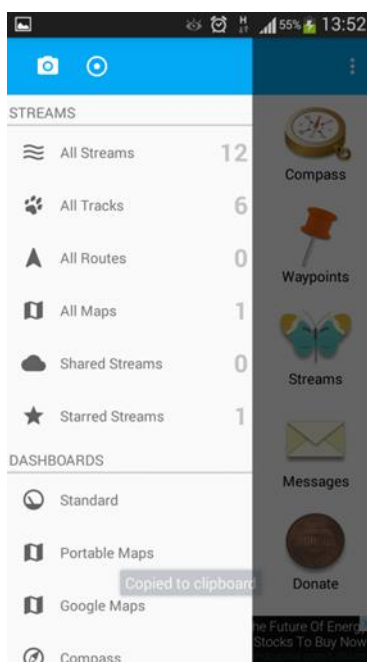 H
55% 13:52
STREAMS
All Streams 12
All Tracks 6
All Routes 0
All Maps 1
Shared Streams 0
Starred Streams 1
DASHBOARDS
Standard
Portable Maps
Google Maps
Compass
Compass
Waypoints
Streams
Messages
Donate
Copied to clipboard
he Future Of Energy
Stocks To Buy Now